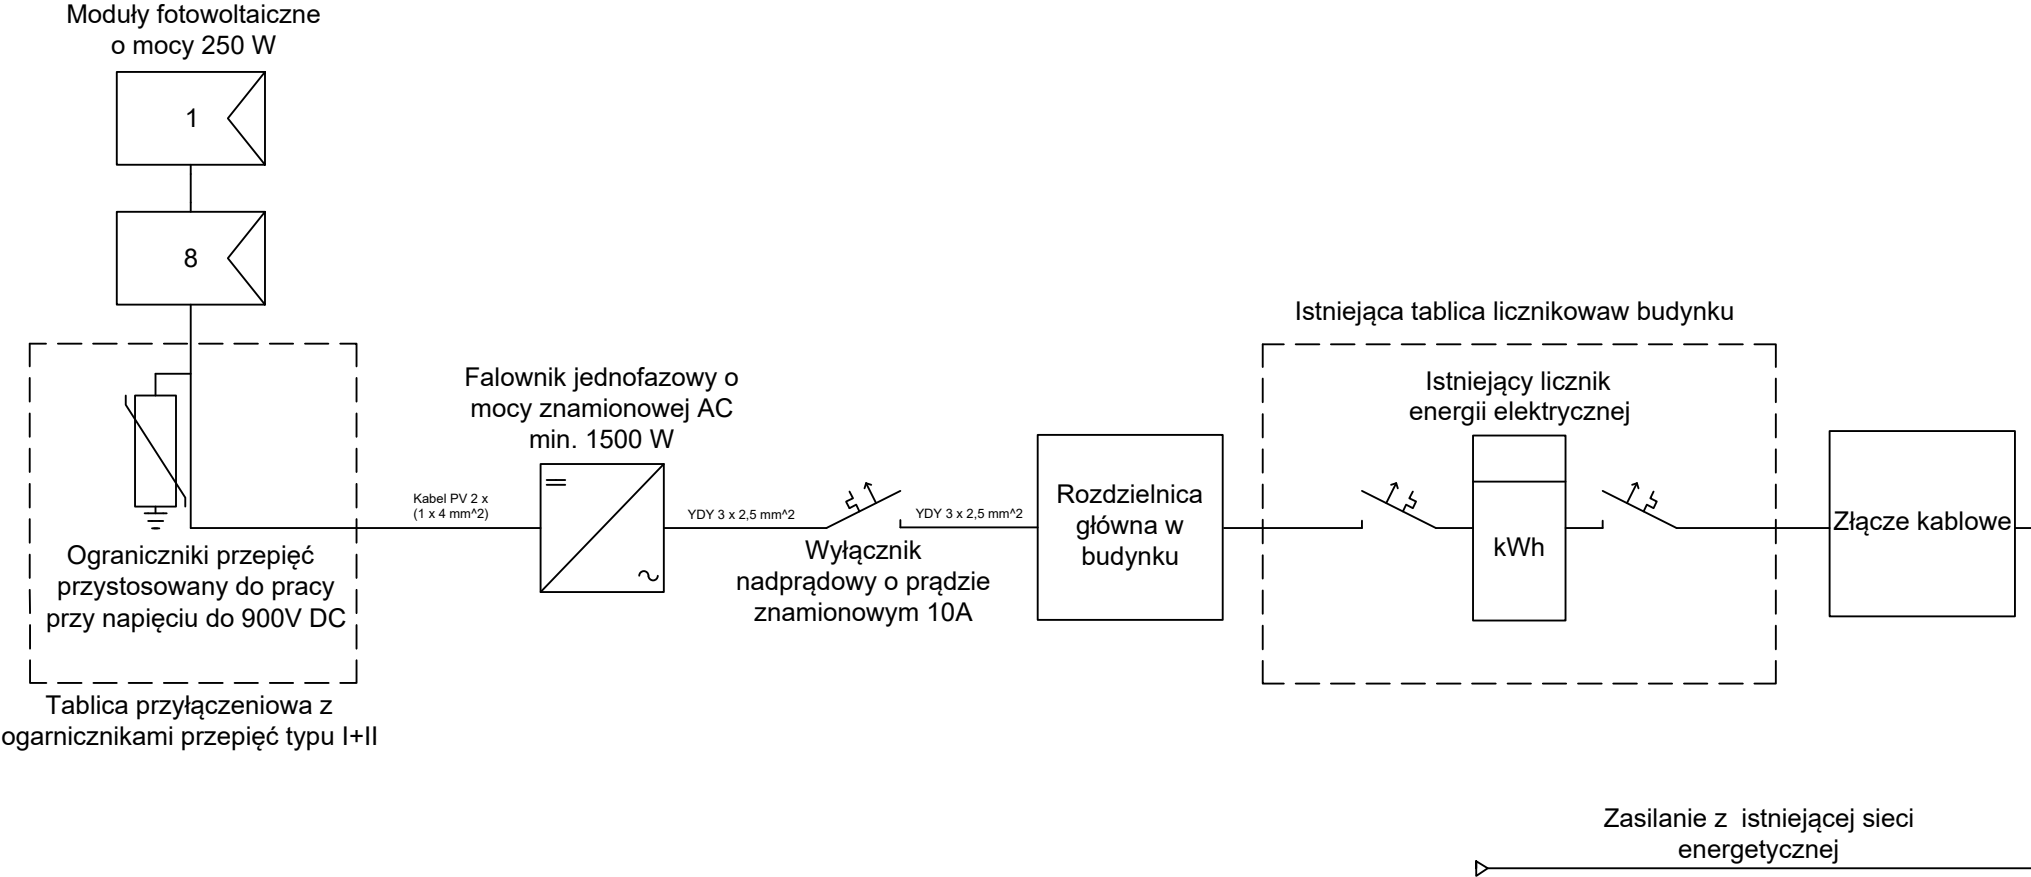 Moduły fotowoltaiczne
o mocy 250 W
1
8
Ograniczniki przepięć
przystosowany do pracy
przy napięciu do 900V DC
Tablica przyłączeniowa z
ogarnicznikami przepięć typu I+II
Kabel PV 2 x
(1 x 4 mm^2)
Falownik jednofazowy o
mocy znamionowej AC
min. 1500 W
YDY 3 x 2,5 mm^2
Wyłącznik
nadprądowy o prądzie
znamionowym 10A
YDY 3 x 2,5 mm^2
Rozdzielnica
główna w
budynku
Istniejąca tablica licznikowaw budynku
Istniejący licznik
energii elektrycznej
kWh
Złącze kablowe
Zasilanie z  istniejącej sieci
energetycznej